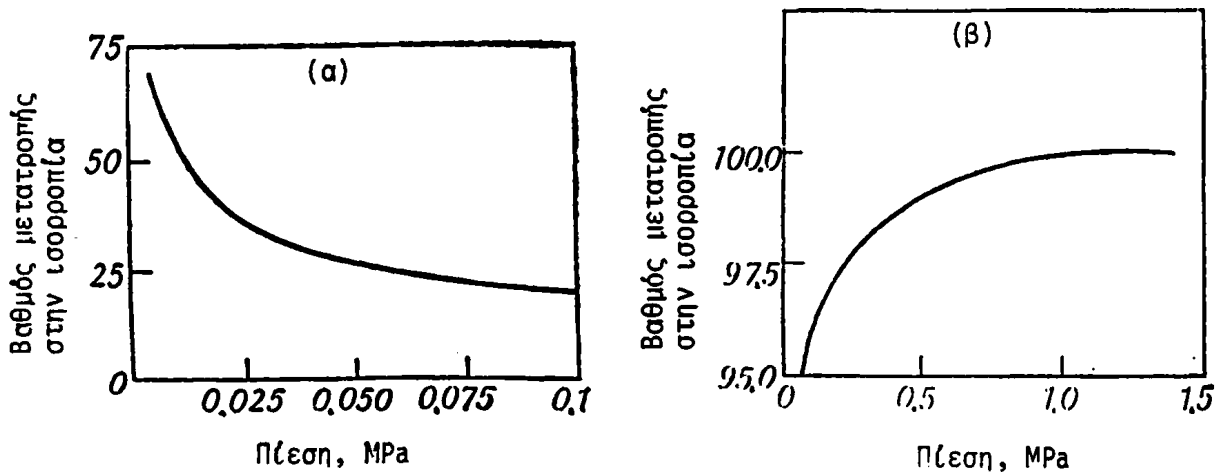 (α)
Βαθμός μετατροπής
στην ισορροπία
75
50
25
0
0,025
0,050
0,075
0,1
Πίεση, MPa
(β)
Βαθμός μετατροπής
στην ισορροπία
100,0
97,5
95,0
0
0,5
1,0
1,5
Πίεση, MPa